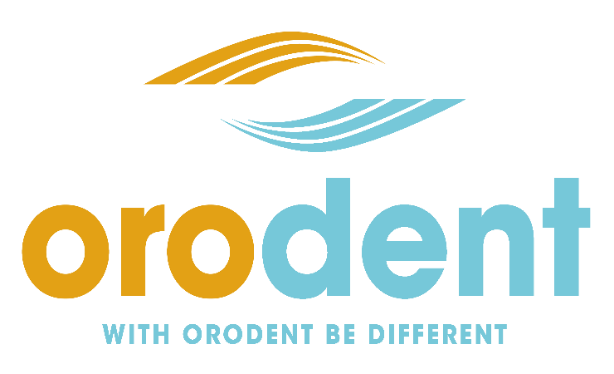 orodent
WITH ORODENT BE DIFFERENT